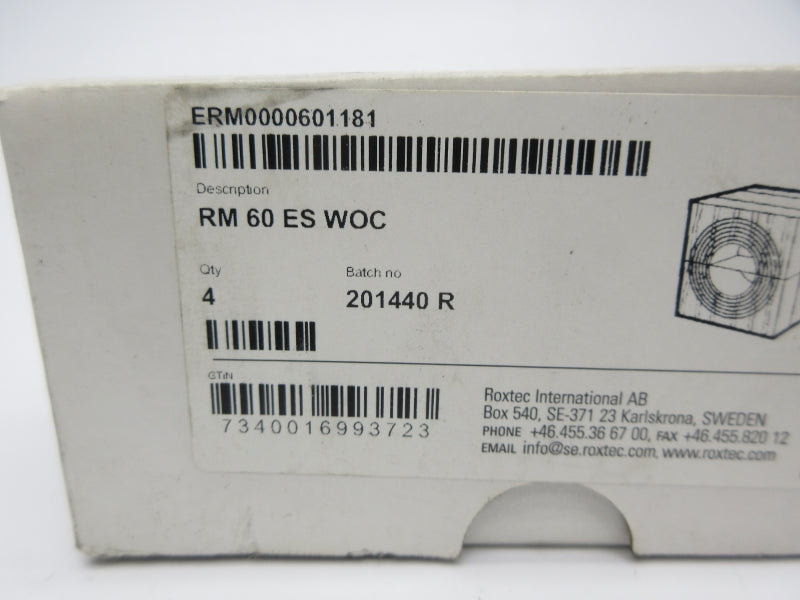 ERM0000601181
Description
RM 60 ES WOC
Qty
Batch no
4
201440 R
GTIN
7340016993723
Roxtec International AB
Box 540, SE-371 23 Karlskrona, SWEDEN
PHONE +46.455.36 67 00, FAX +46.455.820 12
EMAIL info@se.roxtec.com, www.roxtec.com